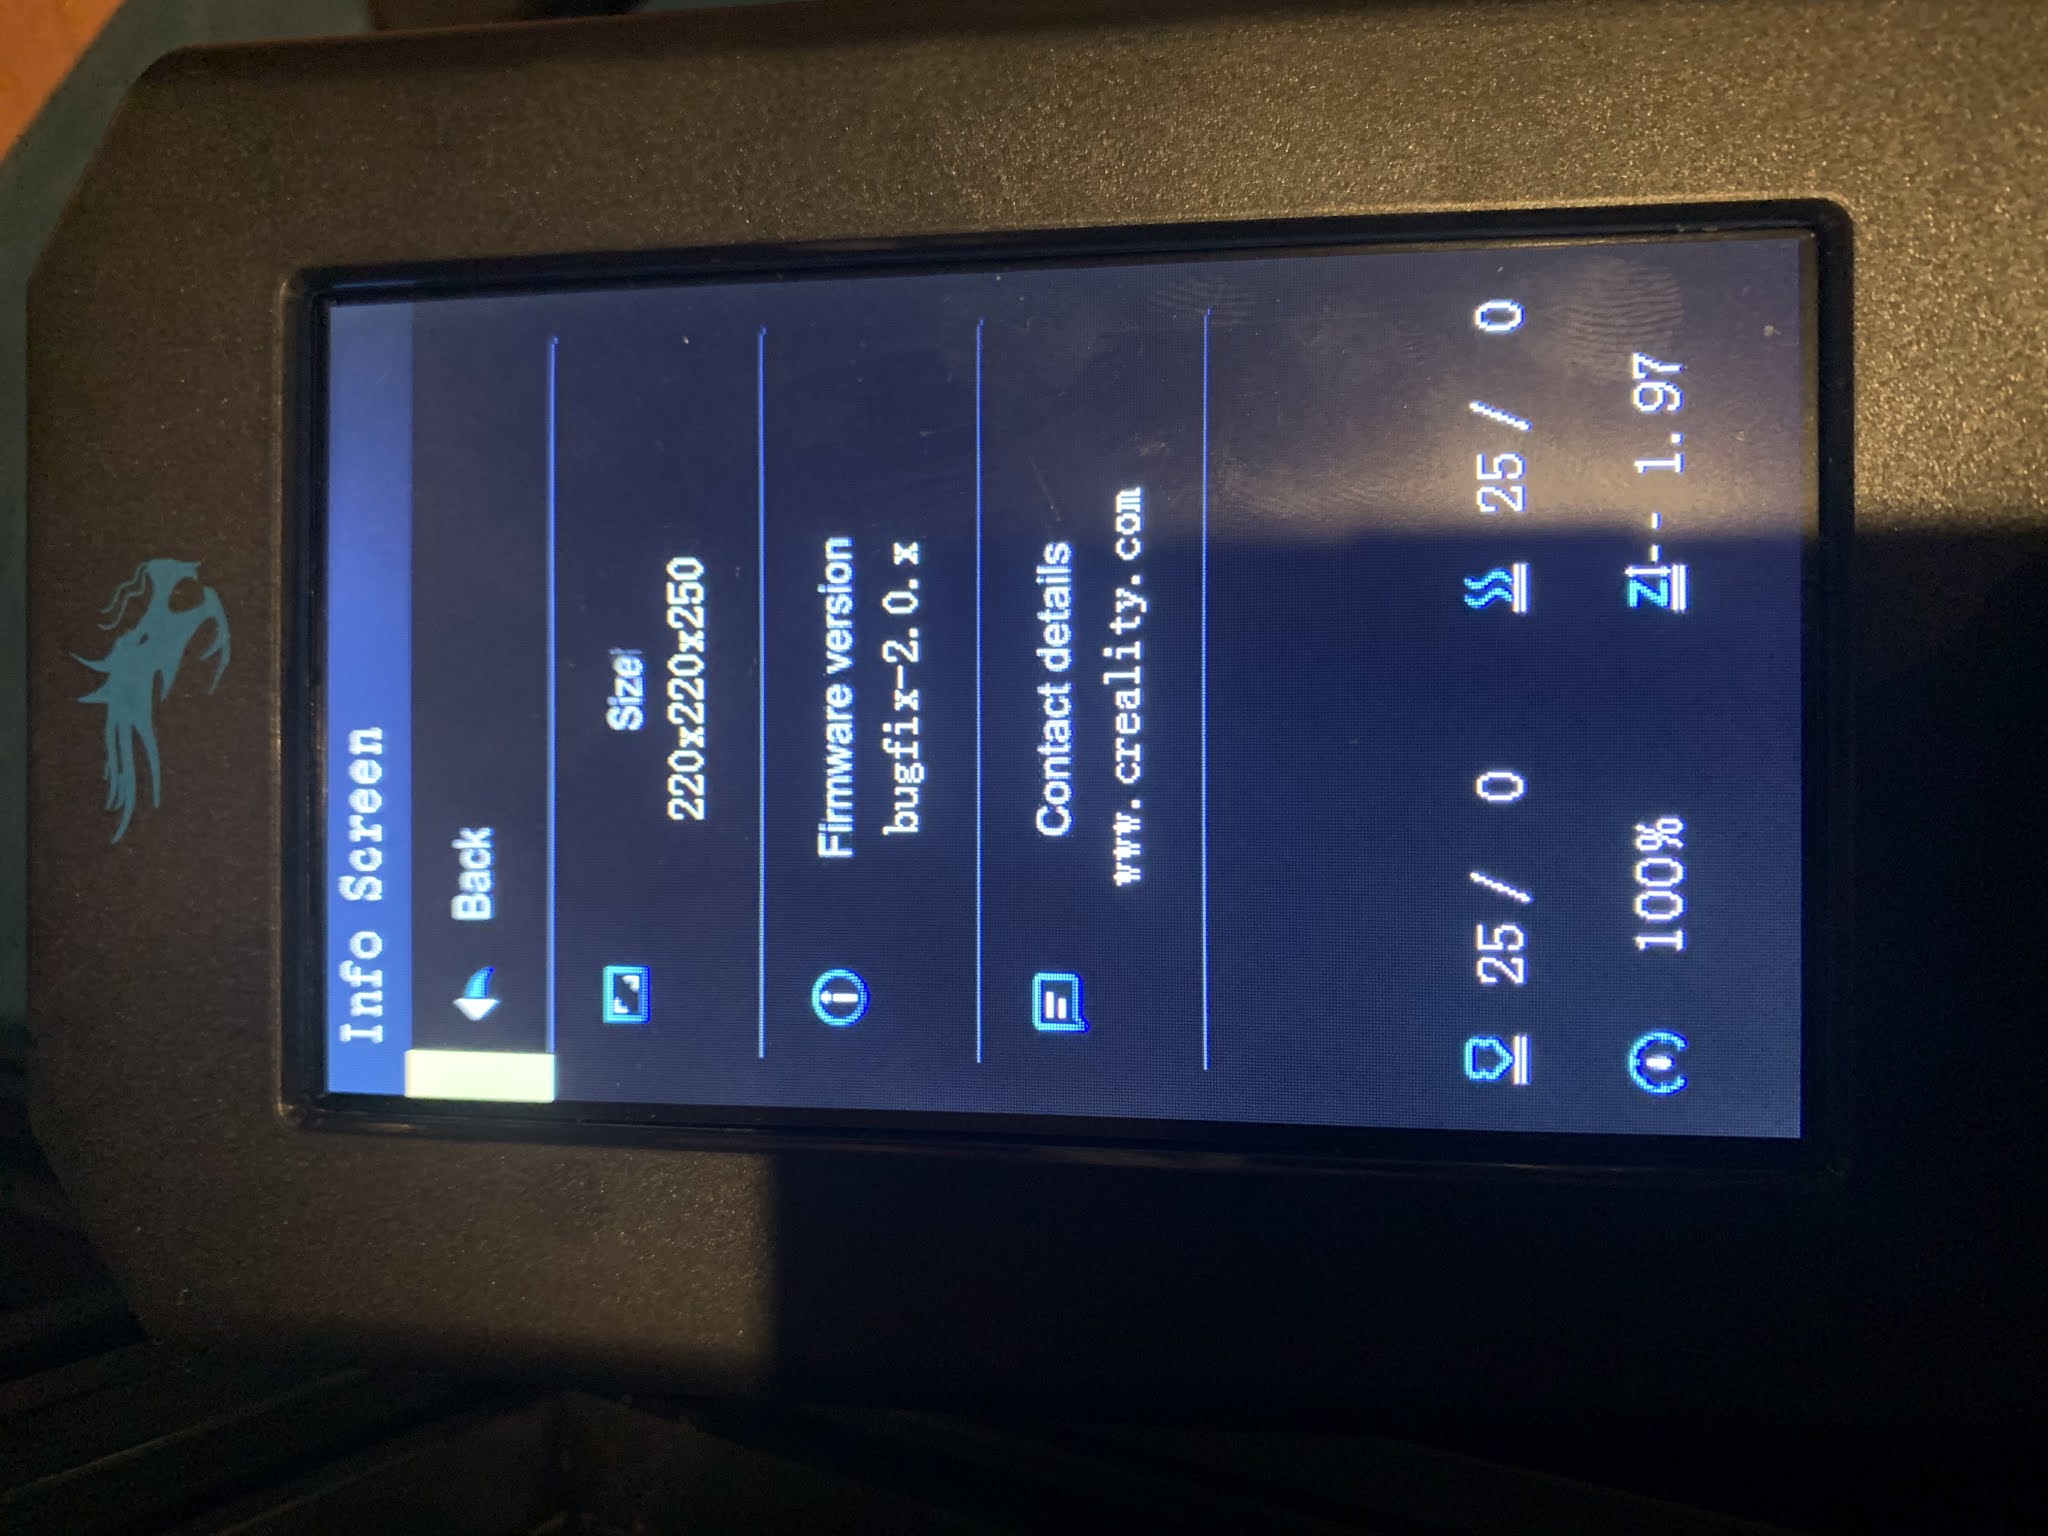 Info Screen
Back
Size
220x220x250
Firmware version
bugfix-2.0.x
Contact details
www.creality.com
25 / 0 25 / 0
100% Z -- 1.97